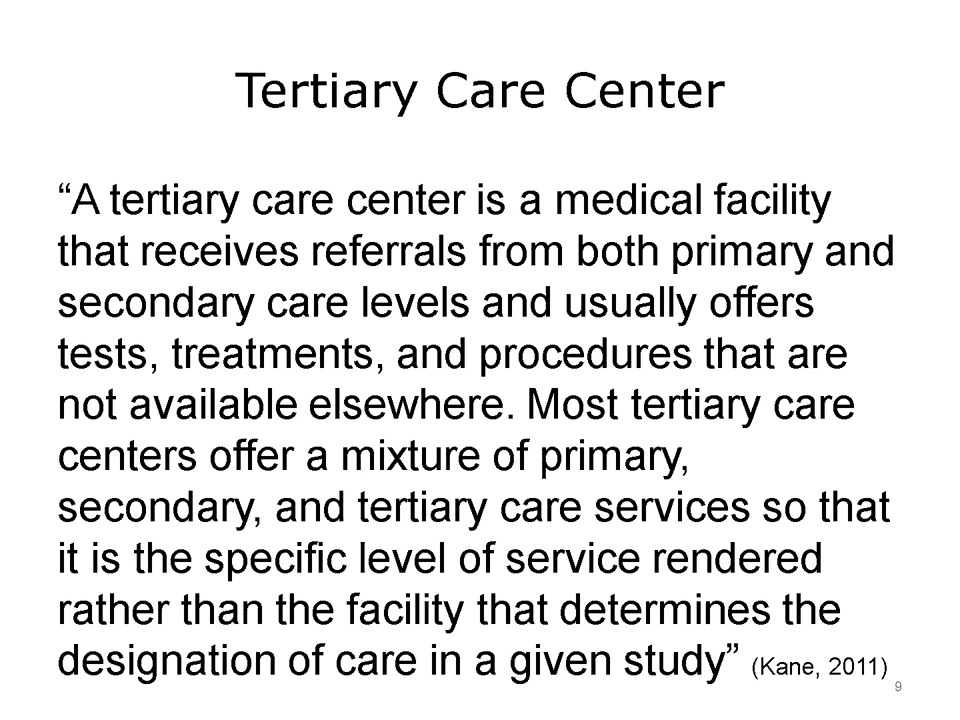 Tertiary Care Center
“A tertiary care center is a medical facility
that receives referrals from both primary and
secondary care levels and usually offers
tests, treatments, and procedures that are
not available elsewhere. Most tertiary care
centers offer a mixture of primary,
secondary, and tertiary care services so that
it is the specific level of service rendered
rather than the facility that determines the
designation of care in a given study” (Kane, 2011)
9